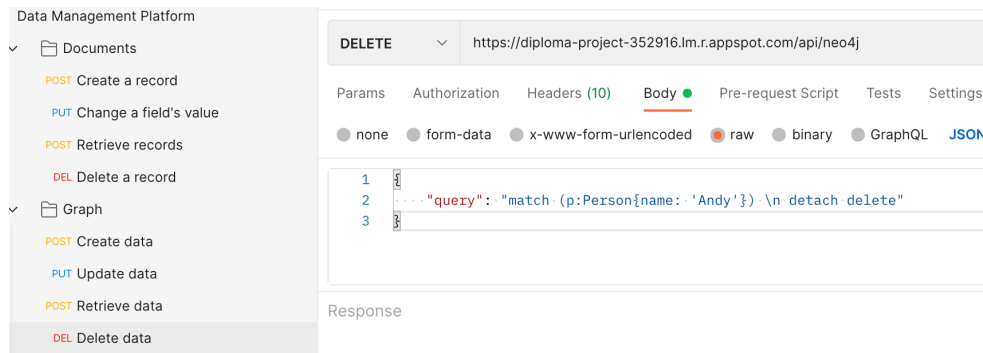 Data Management Platform
Documents
POST Create a record
PUT Change a field's value
POST Retrieve records
DEL Delete a record
Graph
POST Create data
PUT Update data
POST Retrieve data
DEL Delete data
DELETE https://diploma-project-352916.lm.r.appspot.com/api/neo4j
Params Authorization Headers (10) Body Pre-request Script Tests Settings
none form-data x-www-form-urlencoded raw binary GraphQL JSON
1 {
2 "query": "match (p:Person{name: 'Andy'}) \n detach delete"
3 }
Response